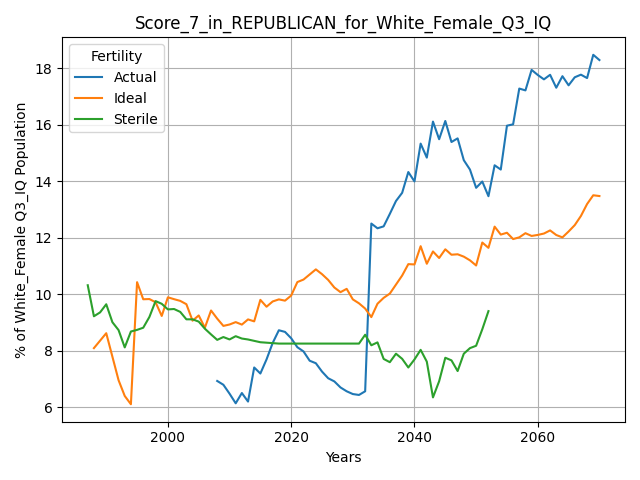 Score_7_in_REPUBLICAN_for_White_Female_Q3_IQ
Fertility
Actual
Ideal
Sterile
% of White_Female Q3_IQ Population
18
16
14
12
10
8
6
2000
2020
2040
2060
Years